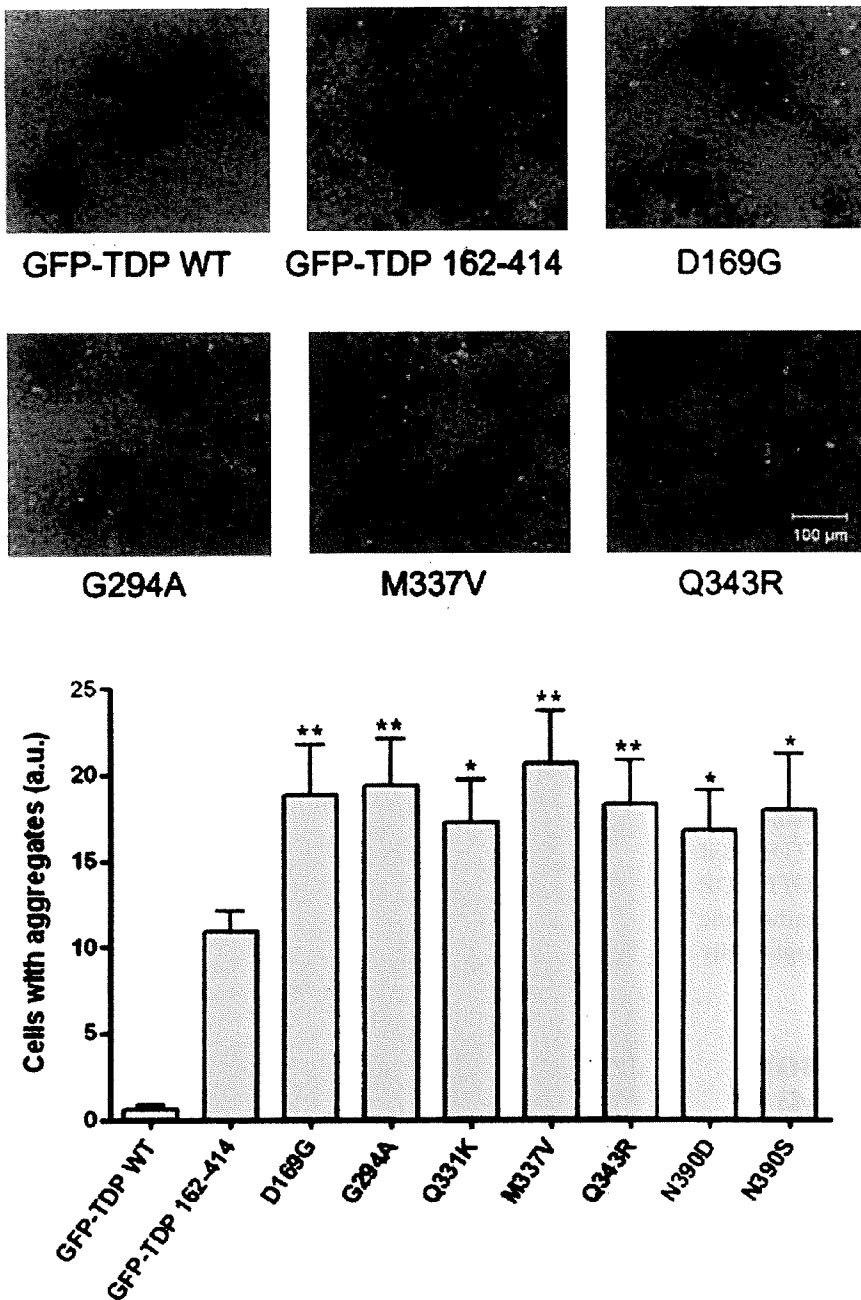 GFP-TDP WT GFP-TDP 162-414 D169G
100 µm
G294A M337V Q343R
Cells with aggregates (a.u.)
25
20
15
10
5
0
** ** * ** ** * *
GFP-TDP WT
GFP-TDP 162-414
D169G
G294A
Q331K
M337V
Q343R
N390D
N390S